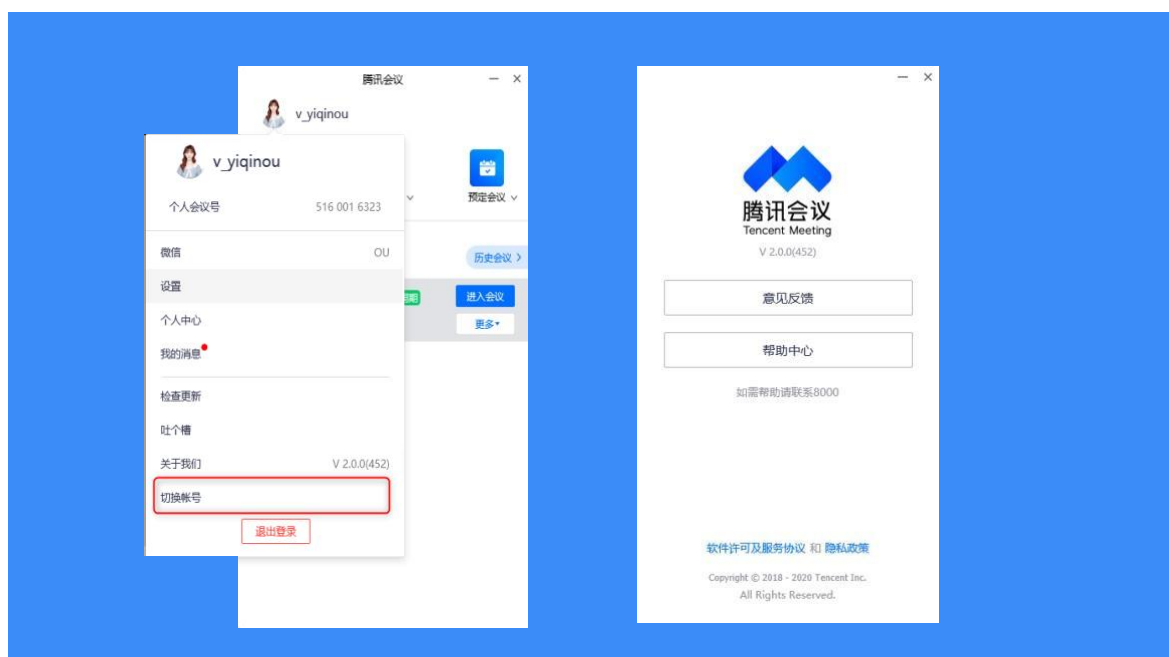 腾讯会议
v_yiqinou
v_yiqinou
个人会议号 516 001 6323
预定会议
微信 OU
历史会议
设置
进入会议
个人中心
更多
我的消息
检查更新
吐个槽
关于我们 V 2.0.0(452)
切换帐号
退出登录
腾讯会议
Tencent Meeting
V 2.0.0(452)
意见反馈
帮助中心
如需帮助请联系8000
软件许可及服务协议 和 隐私政策
Copyright © 2018 - 2020 Tencent Inc.
All Rights Reserved.